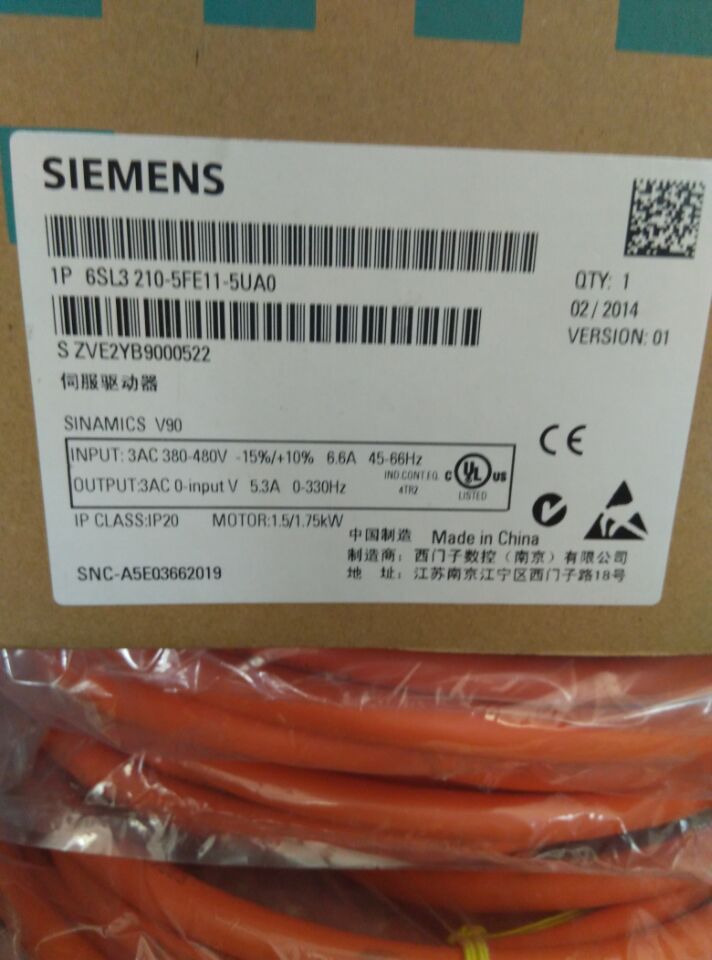 SIEMENS
1P 6SL3 210-5FE11-5UA0
QTY: 1
02 / 2014
VERSION: 01
S ZVE2YB9000522
伺服驱动器
SINAMICS V90
INPUT: 3AC 380-480V -15%/+10% 6.6A 45-66Hz
OUTPUT:3AC 0-input V 5.3A 0-330Hz
IND.CONT.EQ.
4TR2
C UL US
LISTED
CE
IP CLASS:IP20 MOTOR:1.5/1.75kW
中国制造 Made in China
制造商：西门子数控（南京）有限公司
SNC-A5E03662019
地 址：江苏南京江宁区西门子路18号